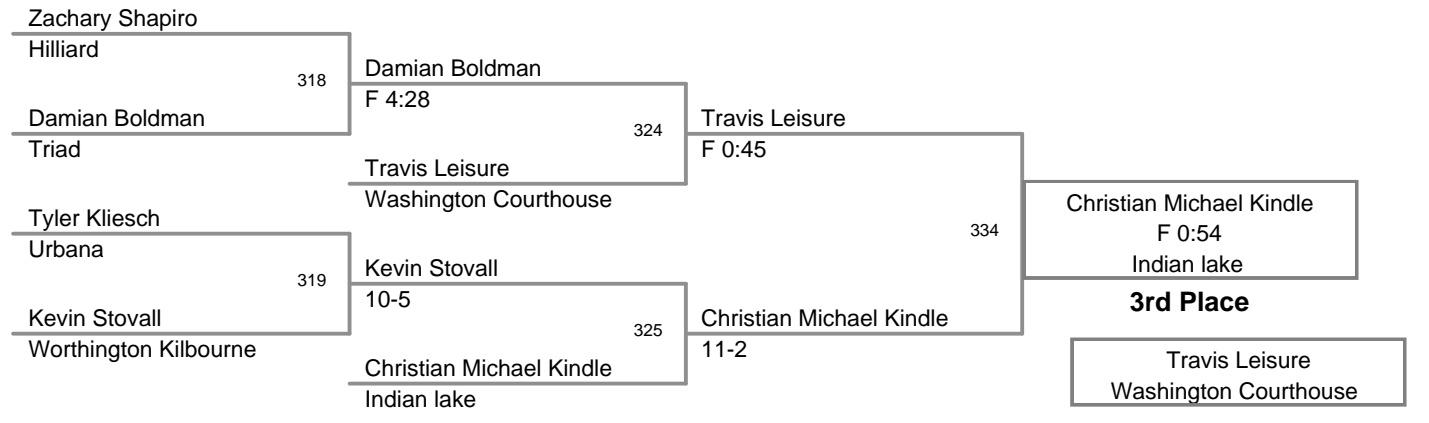 Zachary Shapiro
Hilliard
318
Damian Boldman
Triad
Damian Boldman
F 4:28
324
Travis Leisure
Washington Courthouse
Tyler Kliesch
Urbana
319
Kevin Stovall
Worthington Kilbourne
Kevin Stovall
10-5
325
Christian Michael Kindle
Indian lake
Travis Leisure
F 0:45
334
Christian Michael Kindle
11-2
Christian Michael Kindle
F 0:54
Indian lake
3rd Place
Travis Leisure
Washington Courthouse